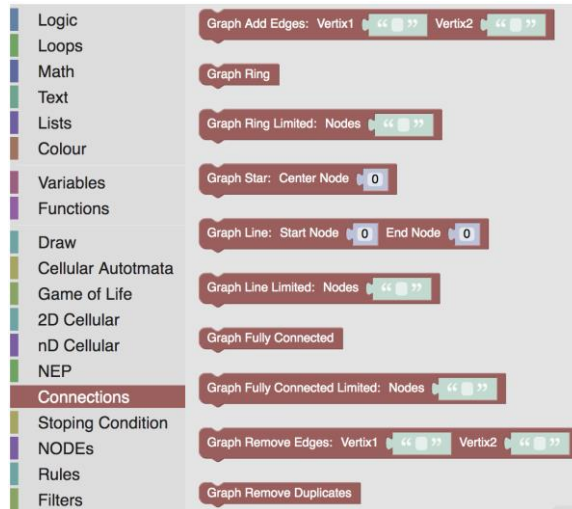 Logic
Loops
Math
Text
Lists
Colour
Variables
Functions
Draw
Cellular Autotmata
Game of Life
2D Cellular
nD Cellular
NEP
Connections
Stoping Condition
NODEs
Rules
Filters
Graph Add Edges: Vertix1 “ ” Vertix2 “ ”
Graph Ring
Graph Ring Limited: Nodes “ ”
Graph Star: Center Node 0
Graph Line: Start Node 0 End Node 0
Graph Line Limited: Nodes “ ”
Graph Fully Connected
Graph Fully Connected Limited: Nodes “ ”
Graph Remove Edges: Vertix1 “ ” Vertix2 “ ”
Graph Remove Duplicates